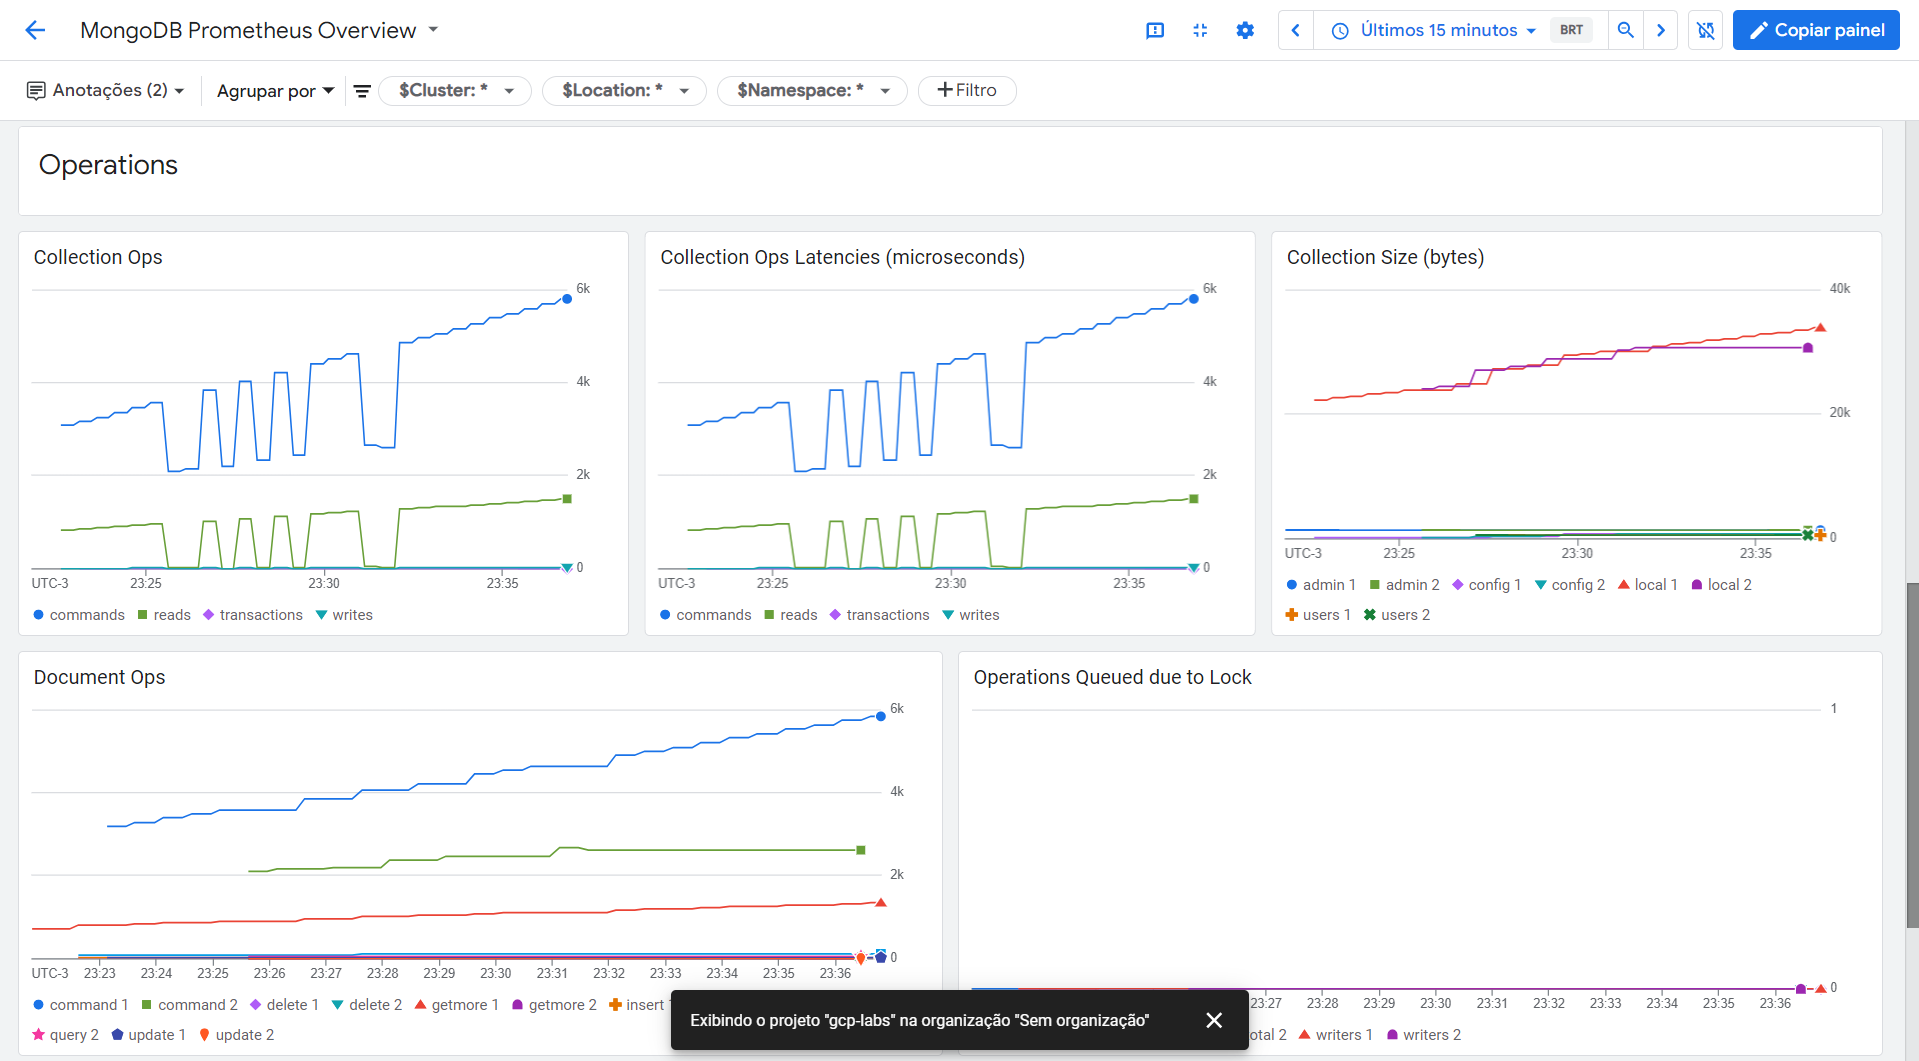 MongoDB Prometheus Overview
Últimos 15 minutos BRT
Copiar painel
Anotações (2) Agrupar por $Cluster: * $Location: * $Namespace: * Filtro
Operations
Collection Ops
6k
4k
2k
0
UTC-3 23:25 23:30 23:35
commands reads transactions writes
Collection Ops Latencies (microseconds)
6k
4k
2k
0
UTC-3 23:25 23:30 23:35
commands reads transactions writes
Collection Size (bytes)
40k
20k
0
UTC-3 23:25 23:30 23:35
admin 1 admin 2 config 1 config 2 local 1 local 2
users 1 users 2
Document Ops
6k
4k
2k
0
UTC-3 23:23 23:24 23:25 23:26 23:27 23:28 23:29 23:30 23:31 23:32 23:33 23:34 23:35 23:36
command 1 command 2 delete 1 delete 2 getmore 1 getmore 2 insert
query 2 update 1 update 2
Operations Queued due to Lock
1
0
23:27 23:28 23:29 23:30 23:31 23:32 23:33 23:34 23:35 23:36
otal 2 writers 1 writers 2
Exibindo o projeto "gcp-labs" na organização "Sem organização"